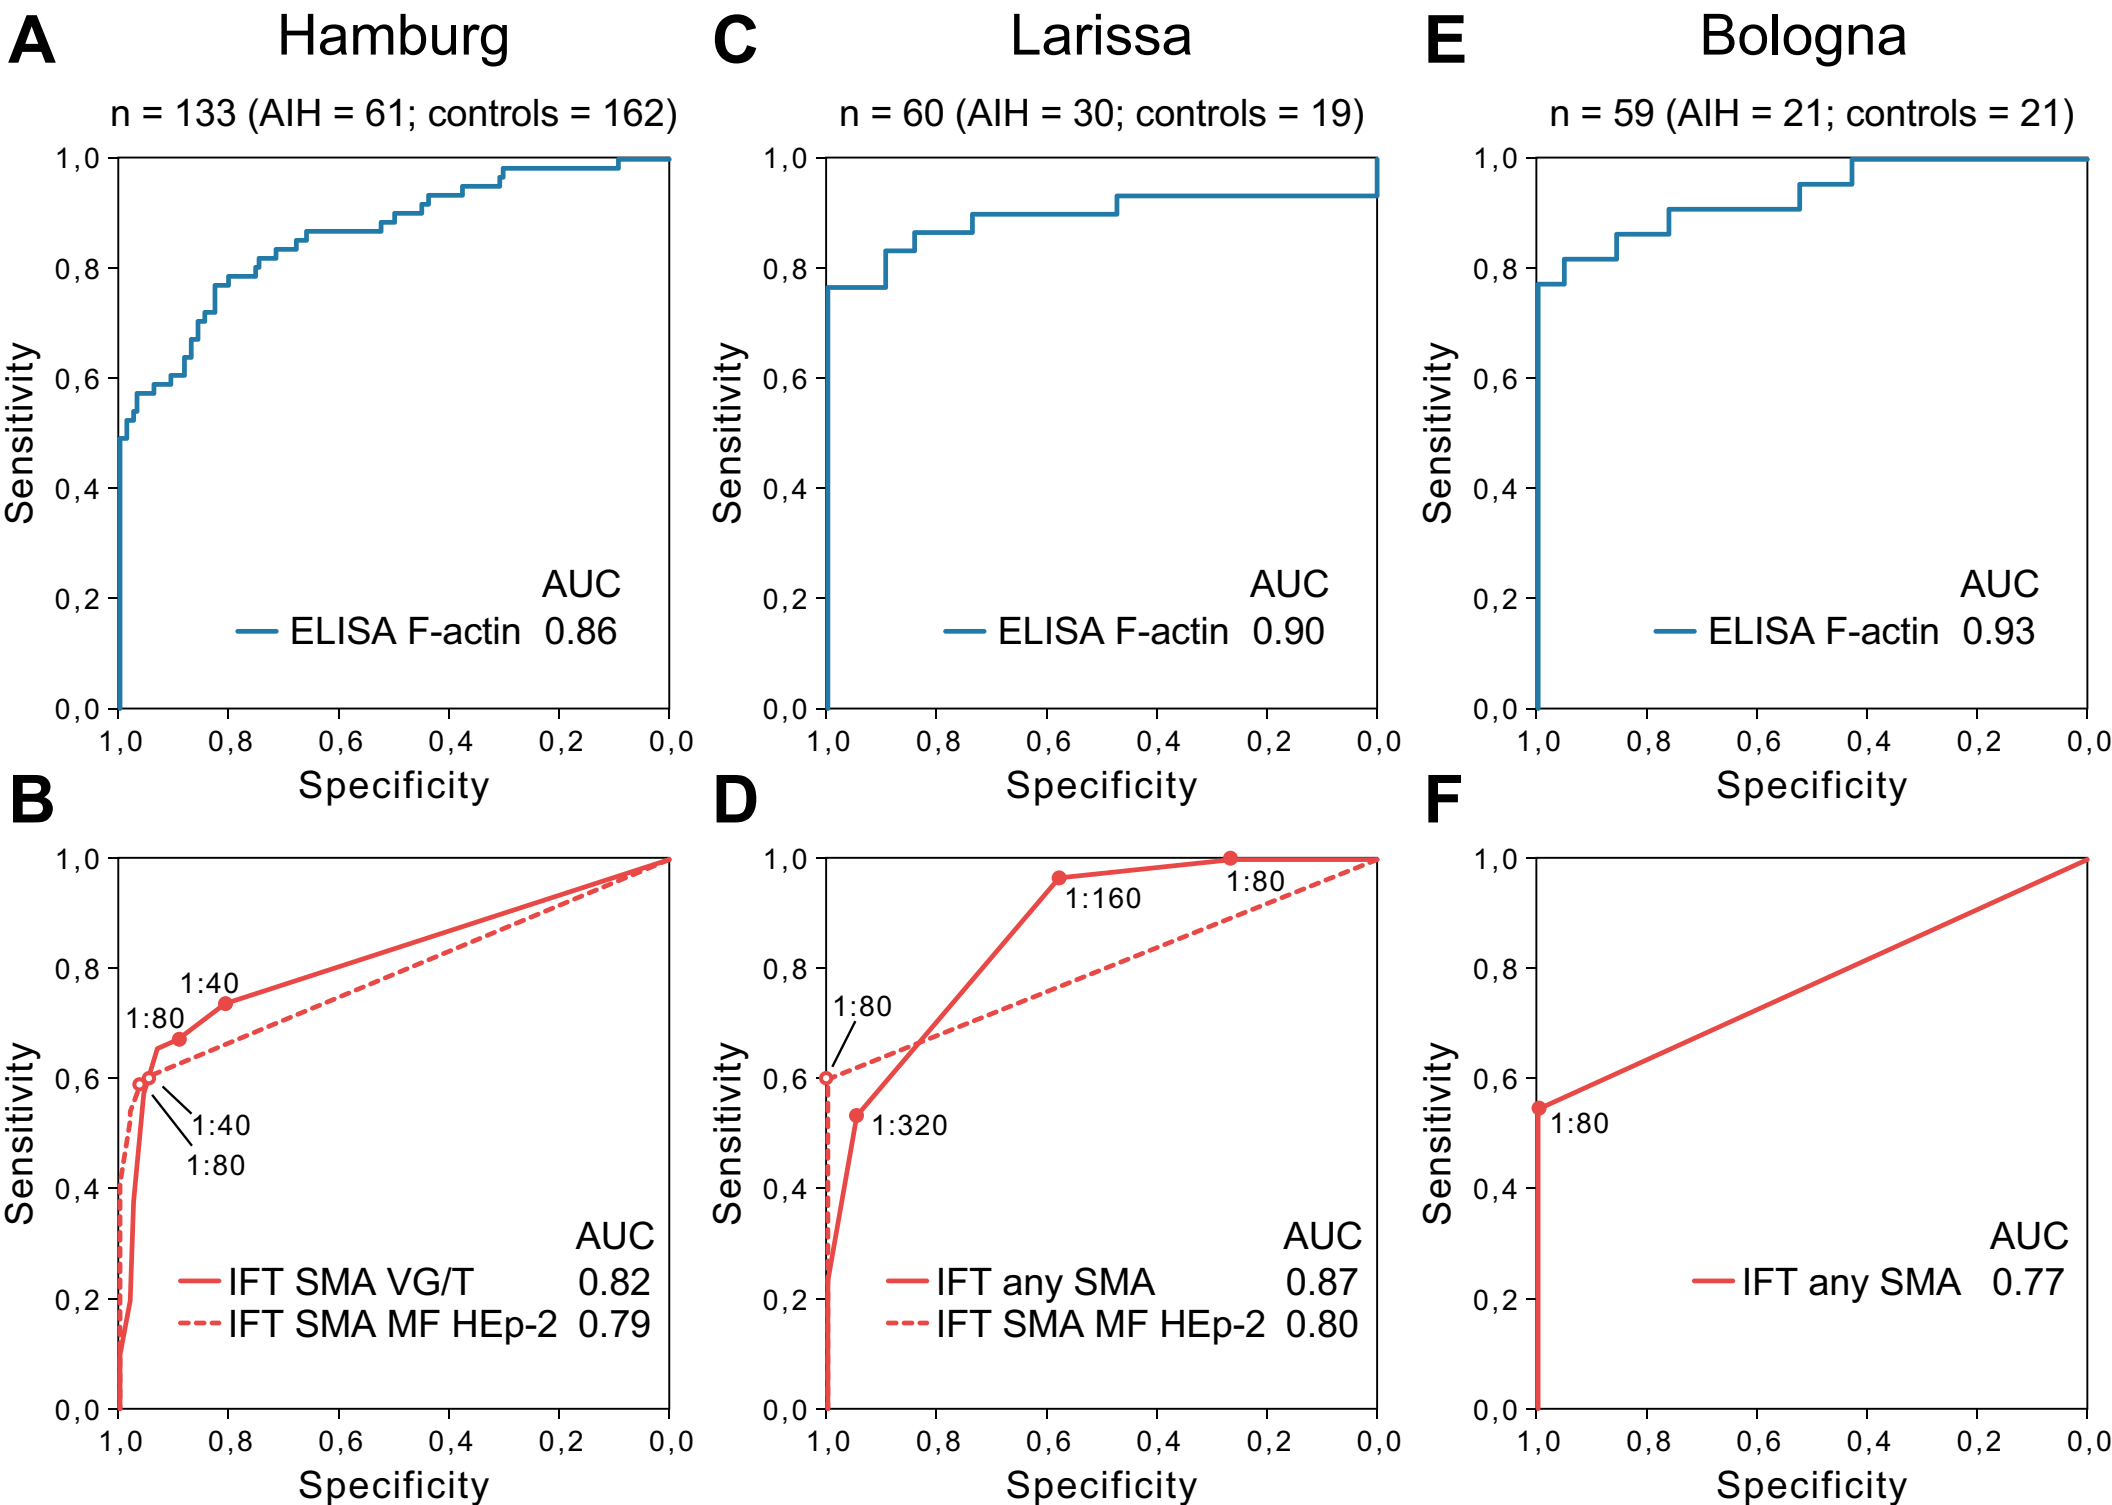 A Hamburg
n = 133 (AIH = 61; controls = 162)
1,0
0,8
0,6
0,4
0,2
0,0
Sensitivity
AUC
ELISA F-actin 0.86
1,0 0,8 0,6 0,4 0,2 0,0
Specificity
C Larissa
n = 60 (AIH = 30; controls = 19)
1,0
0,8
0,6
0,4
0,2
0,0
Sensitivity
AUC
ELISA F-actin 0.90
1,0 0,8 0,6 0,4 0,2 0,0
Specificity
E Bologna
n = 59 (AIH = 21; controls = 21)
1,0
0,8
0,6
0,4
0,2
0,0
Sensitivity
AUC
ELISA F-actin 0.93
1,0 0,8 0,6 0,4 0,2 0,0
Specificity
B
1,0
0,8
0,6
0,4
0,2
0,0
Sensitivity
1:40
1:80
1:40
1:80
AUC
IFT SMA VG/T 0.82
IFT SMA MF HEp-2 0.79
1,0 0,8 0,6 0,4 0,2 0,0
Specificity
D
1,0
0,8
0,6
0,4
0,2
0,0
Sensitivity
1:80
1:160
1:80
1:320
AUC
IFT any SMA 0.87
IFT SMA MF HEp-2 0.80
1,0 0,8 0,6 0,4 0,2 0,0
Specificity
F
1,0
0,8
0,6
0,4
0,2
0,0
Sensitivity
1:80
AUC
IFT any SMA 0.77
1,0 0,8 0,6 0,4 0,2 0,0
Specificity